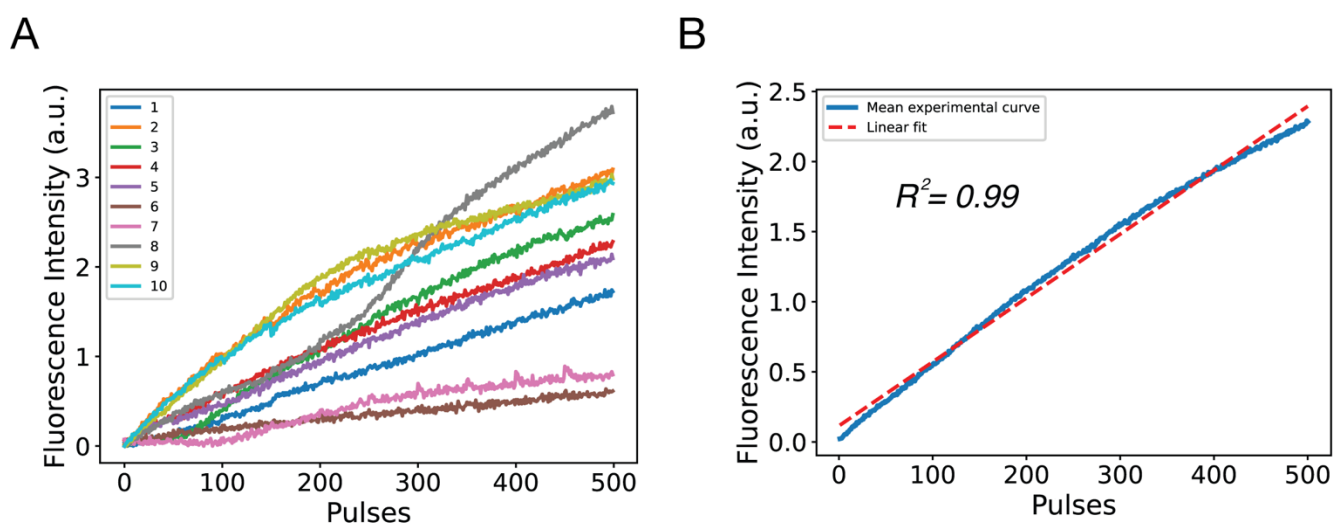 A
Fluorescence Intensity (a.u.)
3
2
1
0
1
2
3
4
5
6
7
8
9
10
0 100 200 300 400 500
Pulses
B
Fluorescence Intensity (a.u.)
2.5
2.0
1.5
1.0
0.5
0.0
Mean experimental curve
Linear fit
R²= 0.99
0 100 200 300 400 500
Pulses